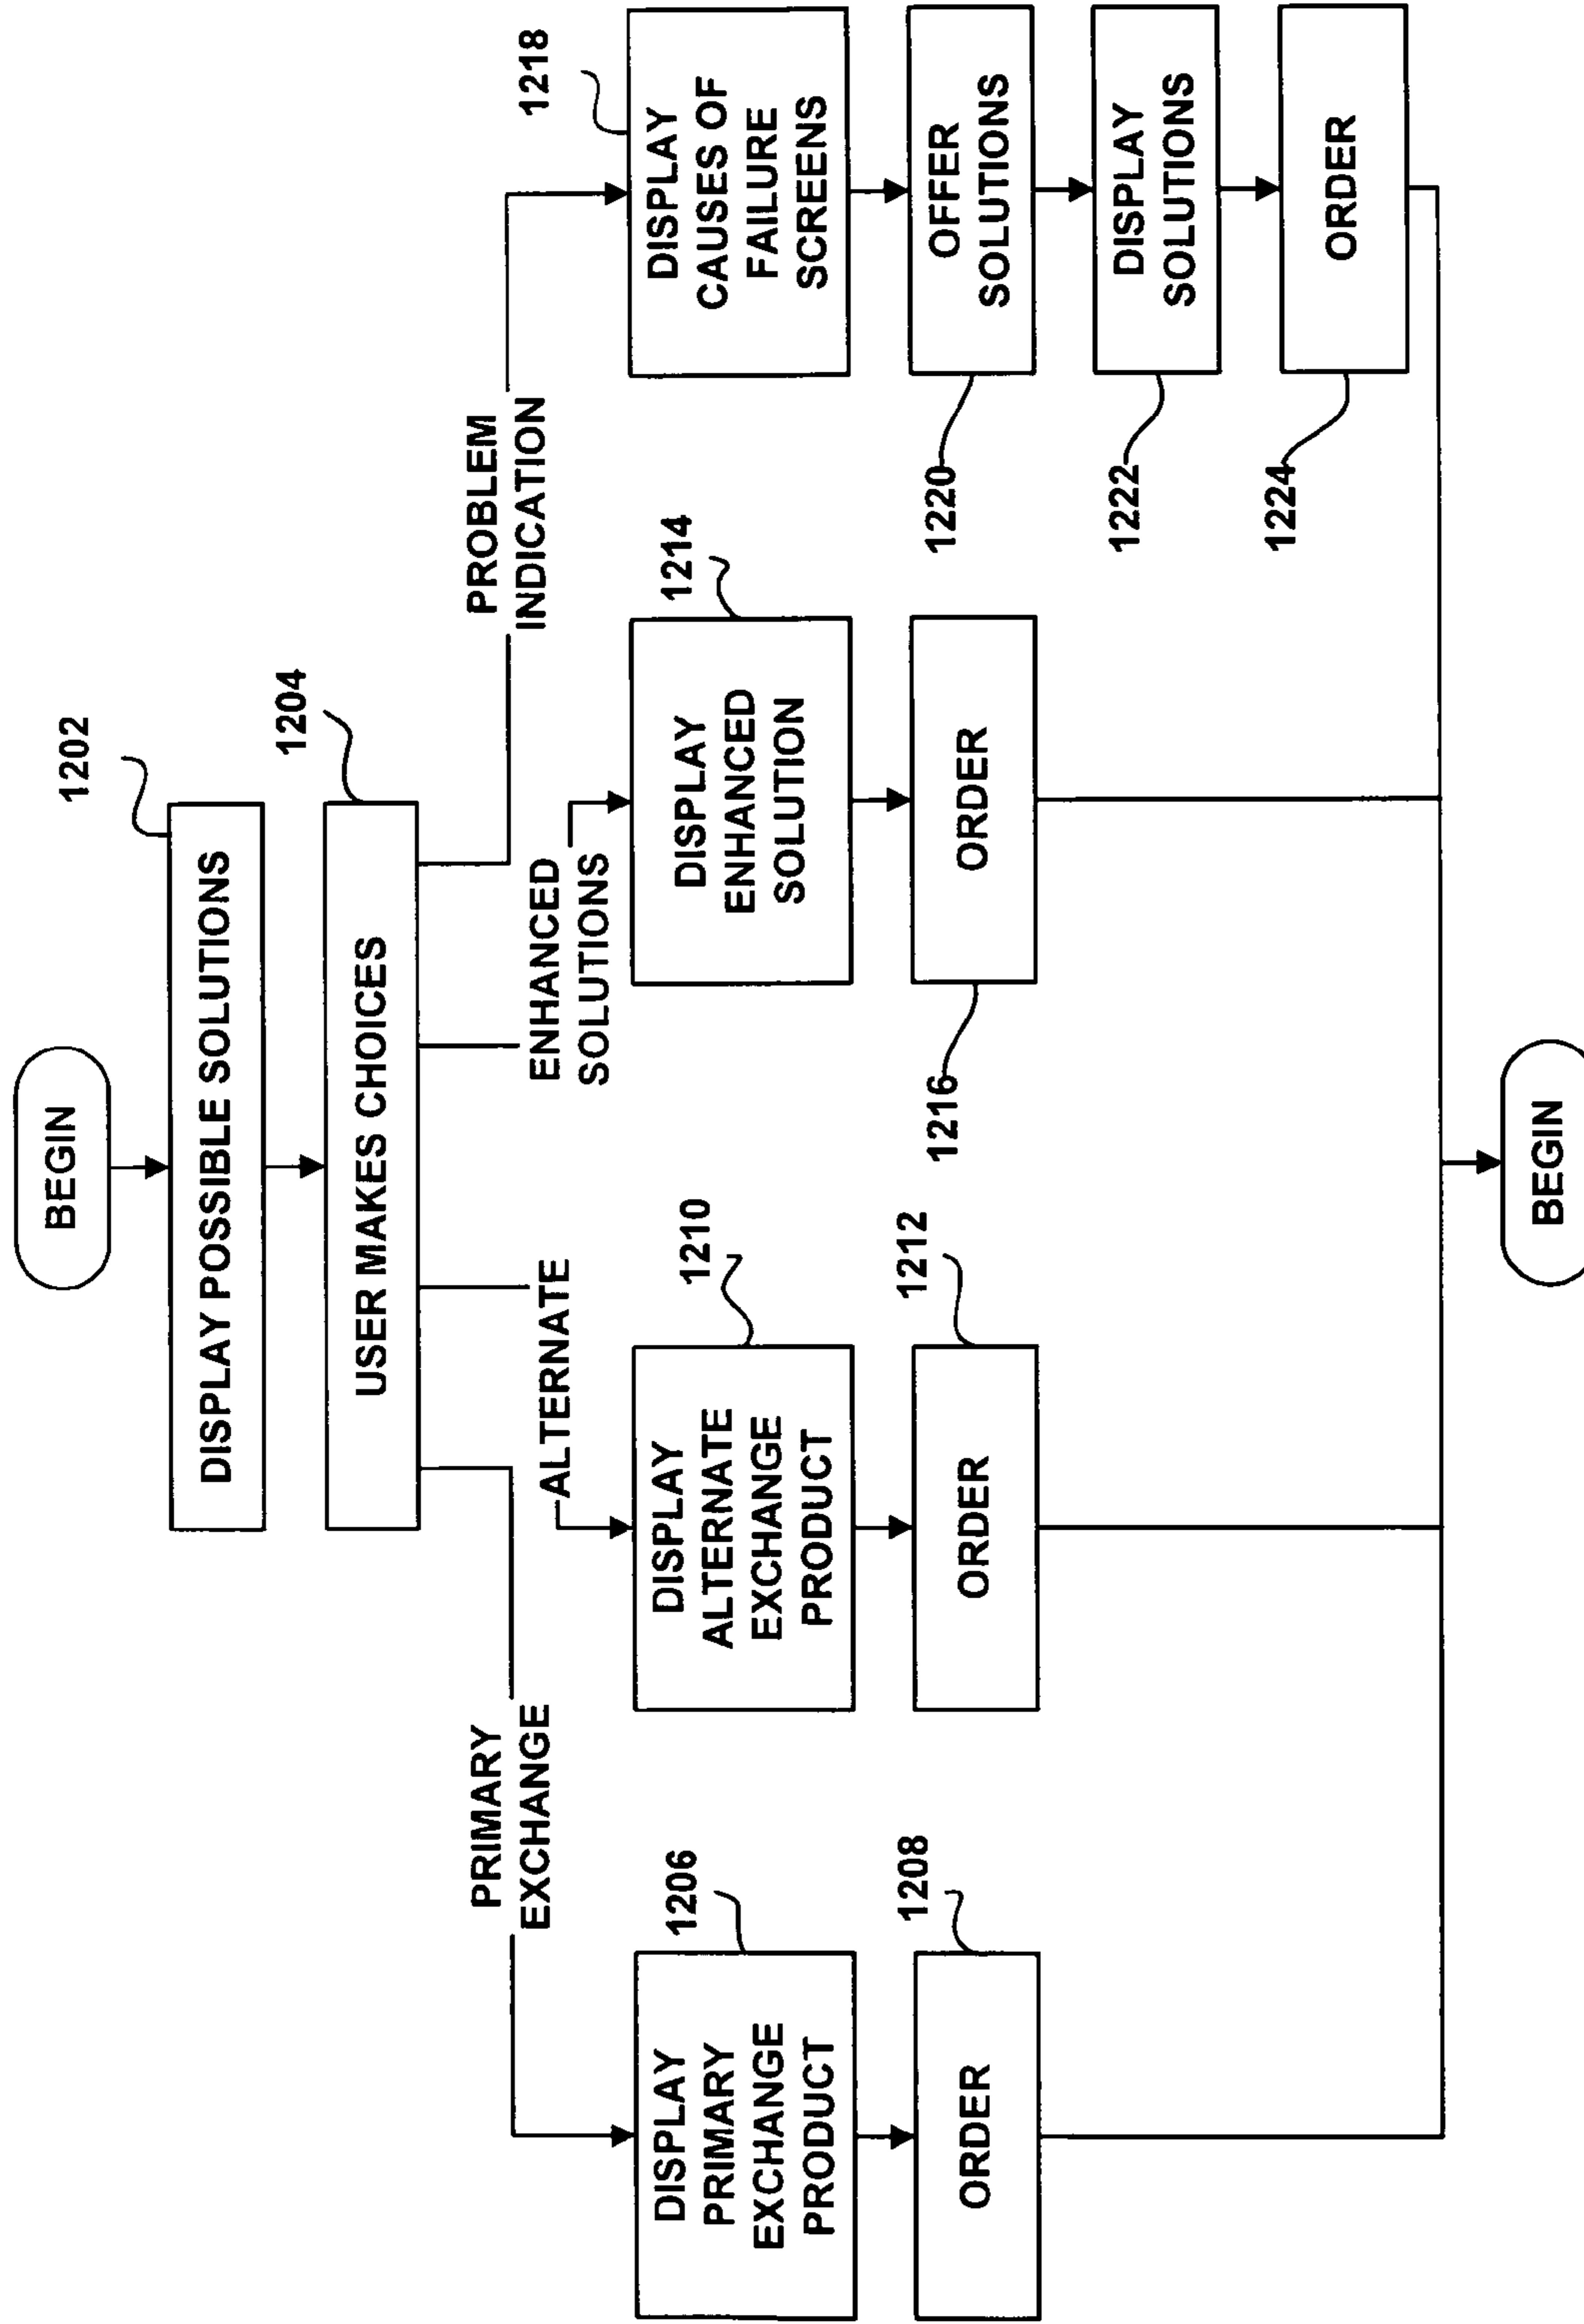 BEGIN
1202
DISPLAY POSSIBLE SOLUTIONS
1204
USER MAKES CHOICES
PRIMARY
EXCHANGE
ALTERNATE
ENHANCED
SOLUTIONS
PROBLEM
INDICATION
1206
DISPLAY
PRIMARY
EXCHANGE
PRODUCT
1208
ORDER
1210
DISPLAY
ALTERNATE
EXCHANGE
PRODUCT
1212
ORDER
1214
DISPLAY
ENHANCED
SOLUTION
1216
ORDER
1218
DISPLAY
CAUSES OF
FAILURE
SCREENS
1220
OFFER
SOLUTIONS
1222
DISPLAY
SOLUTIONS
1224
ORDER
BEGIN